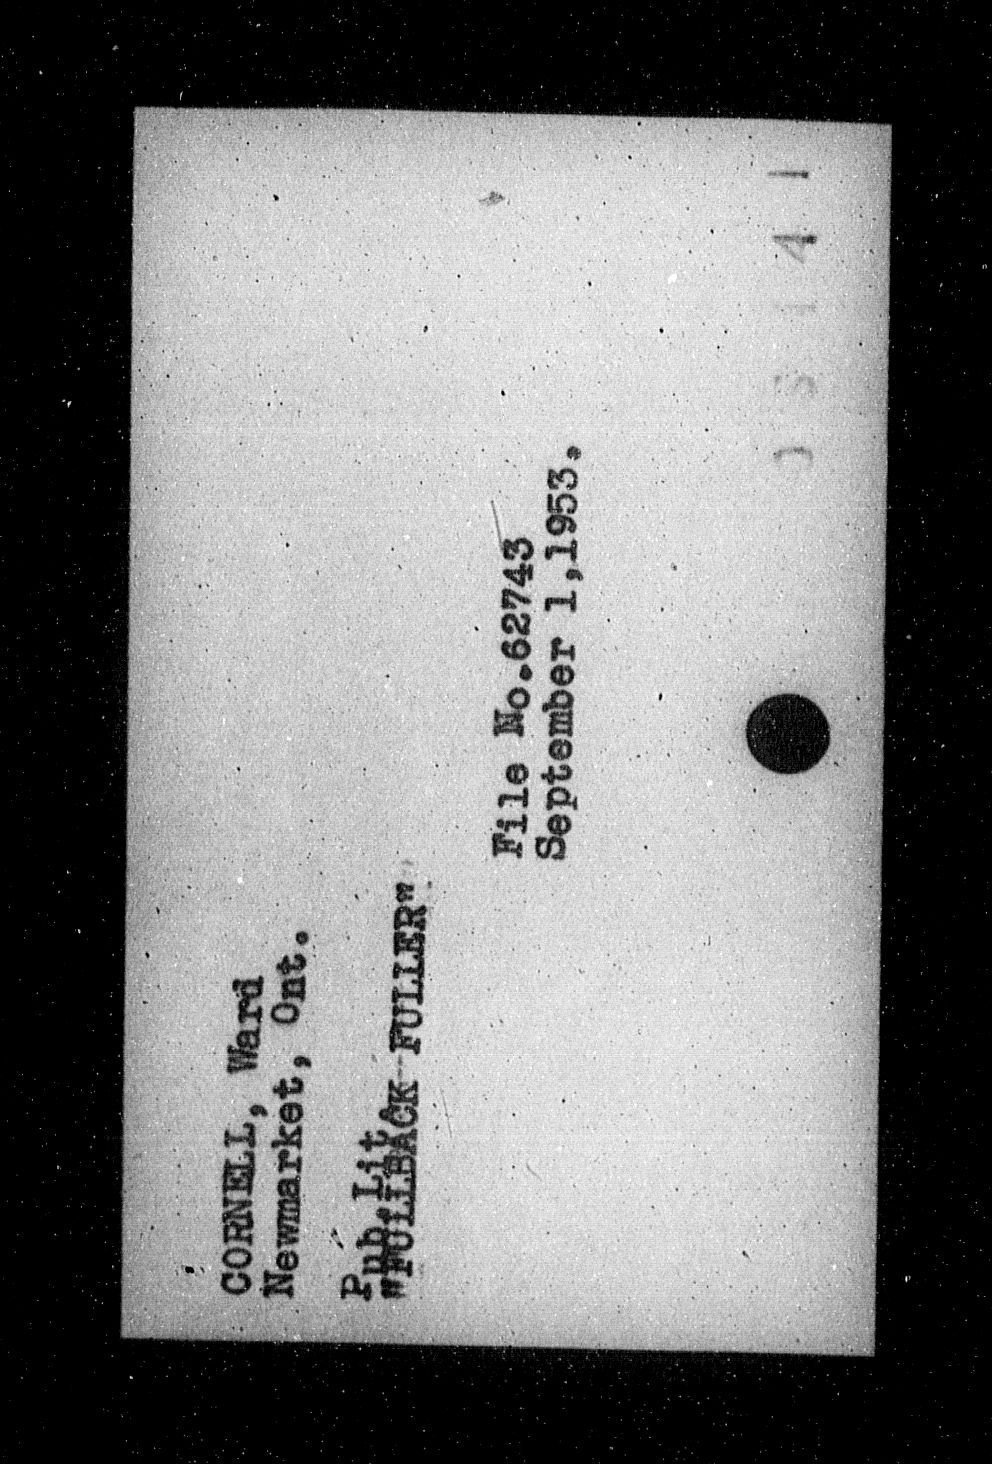 CORNELL, Ward
Newmarket, Ont.
Pub.Lit.
"FULLBACK FULLER"
File No.62743
September 1,1953.